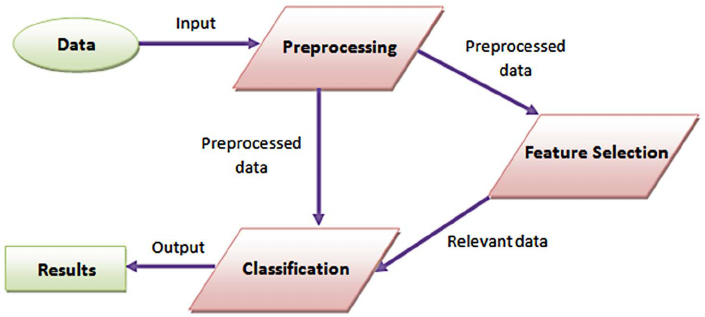 Input
Data
Preprocessing
Preprocessed
data
Preprocessed
data
Feature Selection
Relevant data
Output
Results
Classification